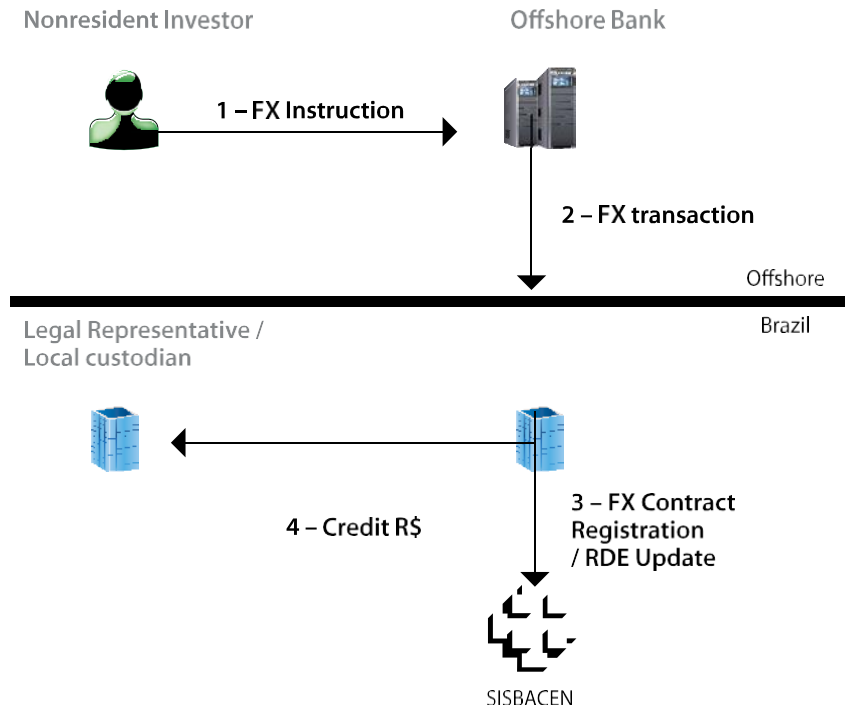 Nonresident Investor
Offshore Bank
1 – FX Instruction
2 – FX transaction
Offshore
Brazil
Legal Representative /
Local custodian
4 – Credit R$
3 – FX Contract
Registration
/ RDE Update
SISBACEN